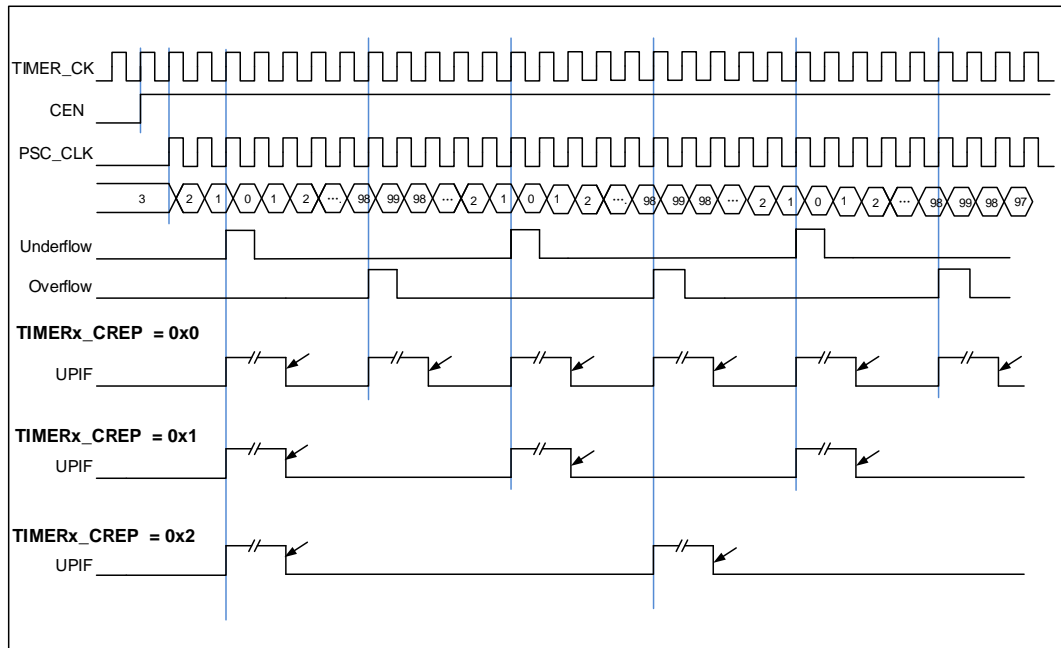 TIMER_CK
CEN
PSC_CLK
3 2 1 0 1 2 .... 98 99 98 ... 2 1 0 1 2 .... 98 99 98 ... 2 1 0 1 2 ... 98 99 98 97
Underflow
Overflow
TIMERx_CREP = 0x0
UPIF
TIMERx_CREP = 0x1
UPIF
TIMERx_CREP = 0x2
UPIF